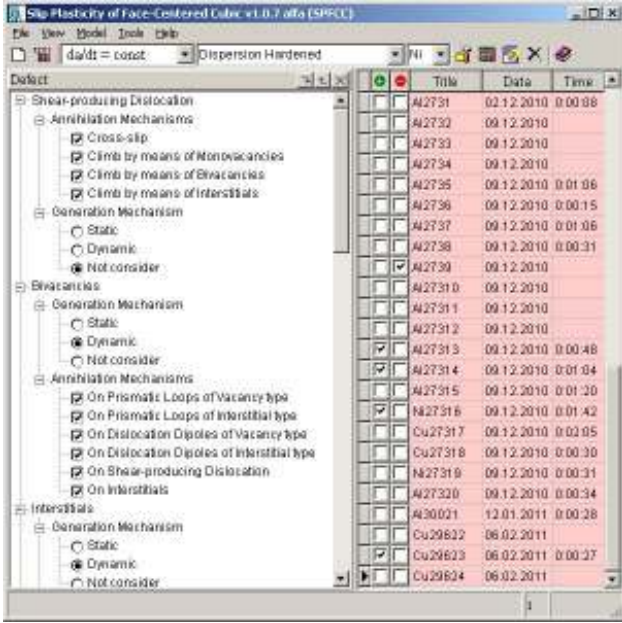 Slip Plasticity of Face-Centered Cubic v1.0.7 alfa (SPFCC)
File View Model Tools Help
da/dt = const Dispersion Hardened Ni
Defect
Shear-producing Dislocation
Annihilation Mechanisms
Cross-slip
Climb by means of Monovacancies
Climb by means of Bivacancies
Climb by means of Interstitials
Generation Mechanism
Static
Dynamic
Not consider
Bivacancies
Generation Mechanism
Static
Dynamic
Not consider
Annihilation Mechanisms
On Prismatic Loops of Vacancy type
On Prismatic Loops of Interstitial type
On Dislocation Dipoles of Vacancy type
On Dislocation Dipoles of Interstitial type
On Shear-producing Dislocation
On Interstitials
Interstitials
Generation Mechanism
Static
Dynamic
Not consider
Title Data Time
Al2731 02.12.2010 0:00:08
Al2732 09.12.2010
Al2733 09.12.2010
Al2734 09.12.2010
Al2735 09.12.2010 0:01:06
Al2736 09.12.2010 0:00:15
Al2737 09.12.2010 0:01:06
Al2738 09.12.2010 0:00:31
Al2739 09.12.2010
Al27310 09.12.2010
Al27311 09.12.2010
Al27312 09.12.2010
Al27313 09.12.2010 0:00:48
Al27314 09.12.2010 0:01:04
Al27315 09.12.2010 0:01:20
Ni27316 09.12.2010 0:01:42
Cu27317 09.12.2010 0:02:05
Cu27318 09.12.2010 0:00:30
Ni27319 09.12.2010 0:00:31
Al27320 09.12.2010 0:00:34
Al30021 12.01.2011 0:00:28
Cu29622 06.02.2011
Cu29623 06.02.2011 0:00:27
Cu29624 06.02.2011
1